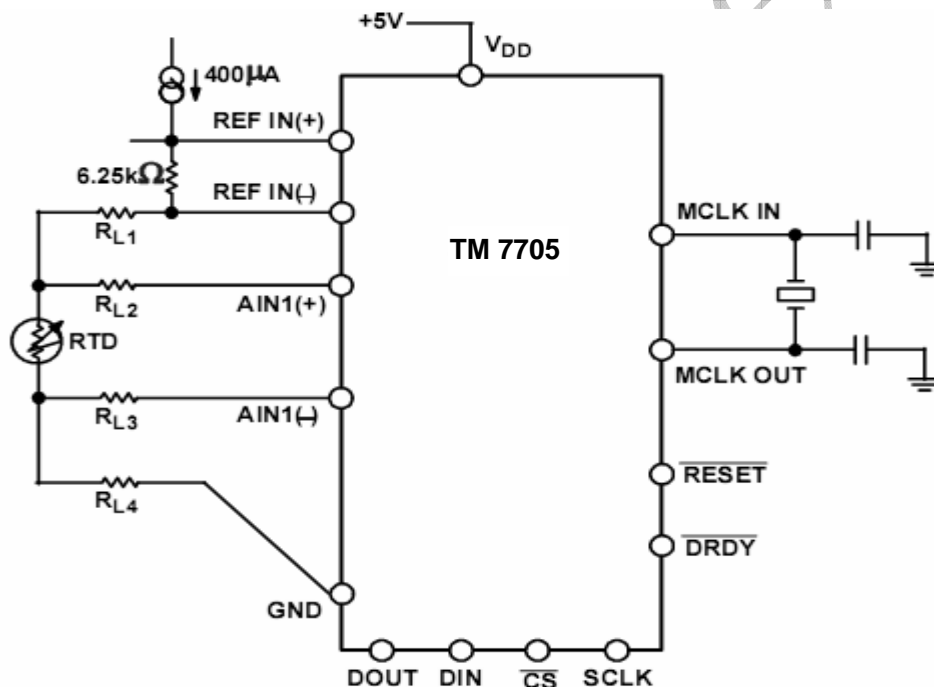 +5V
VDD
400μA
REF IN(+)
6.25kΩ
REF IN(-)
RL1
MCLK IN
TM 7705
RL2
AIN1(+)
RTD
MCLK OUT
RL3
AIN1(-)
RESET
RL4
DRDY
GND
DOUT DIN CS SCLK